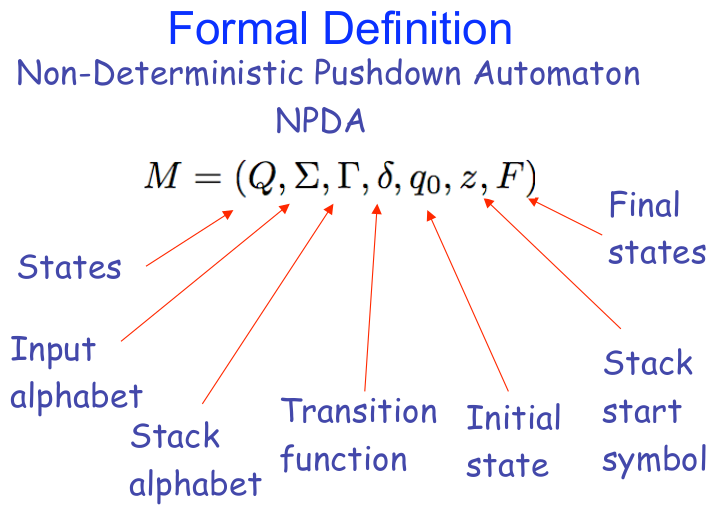 Formal Definition
Non-Deterministic Pushdown Automaton
NPDA
M = (Q, Σ, Γ, δ, q₀, z, F)
States
Input
alphabet
Stack
alphabet
Transition
function
Initial
state
Stack
start
symbol
Final
states